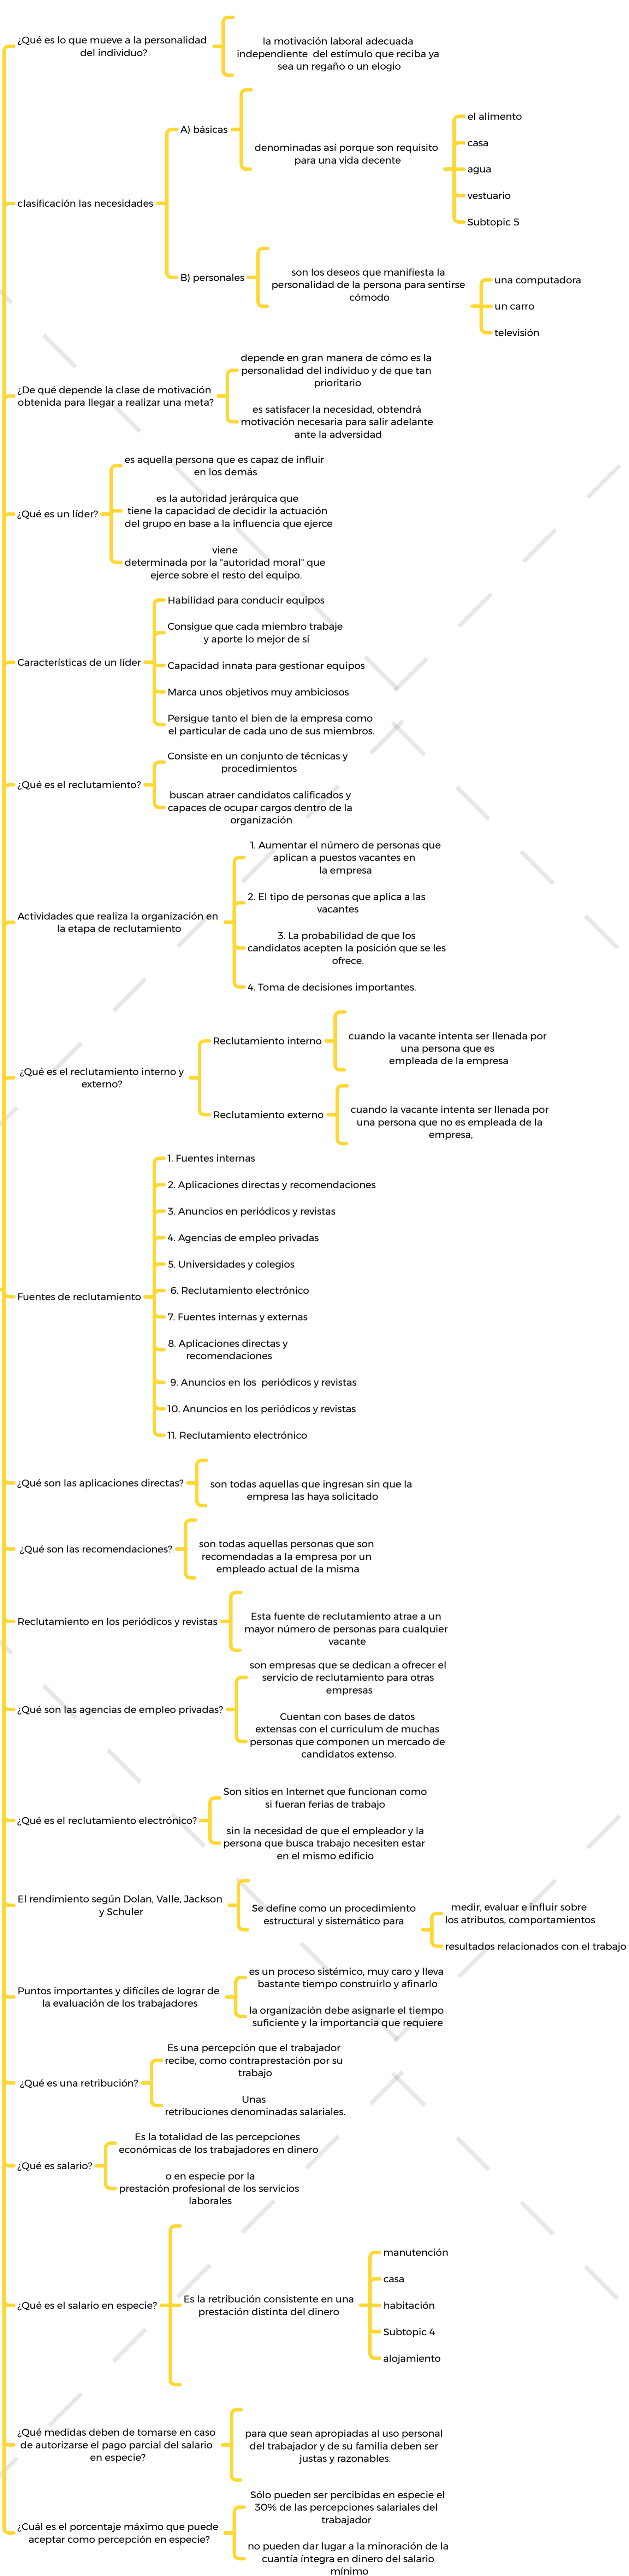 ¿Qué es lo que mueve a la personalidad
del individuo?
la motivación laboral adecuada
independiente  del estímulo que reciba ya
sea un regaño o un elogio
clasificación las necesidades
A) básicas
denominadas así porque son requisito
para una vida decente
el alimento
casa
agua
vestuario
Subtopic 5
B) personales
son los deseos que manifiesta la
personalidad de la persona para sentirse
cómodo
una computadora
un carro
televisión
¿De qué depende la clase de motivación
obtenida para llegar a realizar una meta?
depende en gran manera de cómo es la
personalidad del individuo y de que tan
prioritario
es satisfacer la necesidad, obtendrá
motivación necesaria para salir adelante
ante la adversidad
¿Qué es un líder?
es aquella persona que es capaz de influir
en los demás
es la autoridad jerárquica que
tiene la capacidad de decidir la actuación
del grupo en base a la influencia que ejerce
viene
determinada por la "autoridad moral" que
ejerce sobre el resto del equipo.
Características de un líder
Habilidad para conducir equipos
Consigue que cada miembro trabaje
y aporte lo mejor de sí
Capacidad innata para gestionar equipos
Marca unos objetivos muy ambiciosos
Persigue tanto el bien de la empresa como
el particular de cada uno de sus miembros.
¿Qué es el reclutamiento?
Consiste en un conjunto de técnicas y
procedimientos
buscan atraer candidatos calificados y
capaces de ocupar cargos dentro de la
organización
Actividades que realiza la organización en
la etapa de reclutamiento
1. Aumentar el número de personas que
aplican a puestos vacantes en
la empresa
2. El tipo de personas que aplica a las
vacantes
3. La probabilidad de que los
candidatos acepten la posición que se les
ofrece.
4. Toma de decisiones importantes.
¿Qué es el reclutamiento interno y
externo?
Reclutamiento interno
cuando la vacante intenta ser llenada por
una persona que es
empleada de la empresa
Reclutamiento externo
cuando la vacante intenta ser llenada por
una persona que no es empleada de la
empresa,
Fuentes de reclutamiento
1. Fuentes internas
2. Aplicaciones directas y recomendaciones
3. Anuncios en periódicos y revistas
4. Agencias de empleo privadas
5. Universidades y colegios
6. Reclutamiento electrónico
7. Fuentes internas y externas
8. Aplicaciones directas y
recomendaciones
9. Anuncios en los  periódicos y revistas
10. Anuncios en los periódicos y revistas
11. Reclutamiento electrónico
¿Qué son las aplicaciones directas?
son todas aquellas que ingresan sin que la
empresa las haya solicitado
¿Qué son las recomendaciones?
son todas aquellas personas que son
recomendadas a la empresa por un
empleado actual de la misma
Reclutamiento en los periódicos y revistas
Esta fuente de reclutamiento atrae a un
mayor número de personas para cualquier
vacante
¿Qué son las agencias de empleo privadas?
son empresas que se dedican a ofrecer el
servicio de reclutamiento para otras
empresas
Cuentan con bases de datos
extensas con el curriculum de muchas
personas que componen un mercado de
candidatos extenso.
¿Qué es el reclutamiento electrónico?
Son sitios en Internet que funcionan como
si fueran ferias de trabajo
sin la necesidad de que el empleador y la
persona que busca trabajo necesiten estar
en el mismo edificio
El rendimiento según Dolan, Valle, Jackson
y Schuler
Se define como un procedimiento
estructural y sistemático para
medir, evaluar e influir sobre
los atributos, comportamientos
resultados relacionados con el trabajo
Puntos importantes y difíciles de lograr de
la evaluación de los trabajadores
es un proceso sistémico, muy caro y lleva
bastante tiempo construirlo y afinarlo
la organización debe asignarle el tiempo
suficiente y la importancia que requiere
¿Qué es una retribución?
Es una percepción que el trabajador
recibe, como contraprestación por su
trabajo
Unas
retribuciones denominadas salariales.
¿Qué es salario?
Es la totalidad de las percepciones
económicas de los trabajadores en dinero
o en especie por la
prestación profesional de los servicios
laborales
¿Qué es el salario en especie?
Es la retribución consistente en una
prestación distinta del dinero
manutención
casa
habitación
Subtopic 4
alojamiento
¿Qué medidas deben de tomarse en caso
de autorizarse el pago parcial del salario
en especie?
para que sean apropiadas al uso personal
del trabajador y de su familia deben ser
justas y razonables.
¿Cuál es el porcentaje máximo que puede
aceptar como percepción en especie?
Sólo pueden ser percibidas en especie el
30% de las percepciones salariales del
trabajador
no pueden dar lugar a la minoración de la
cuantía íntegra en dinero del salario
mínimo